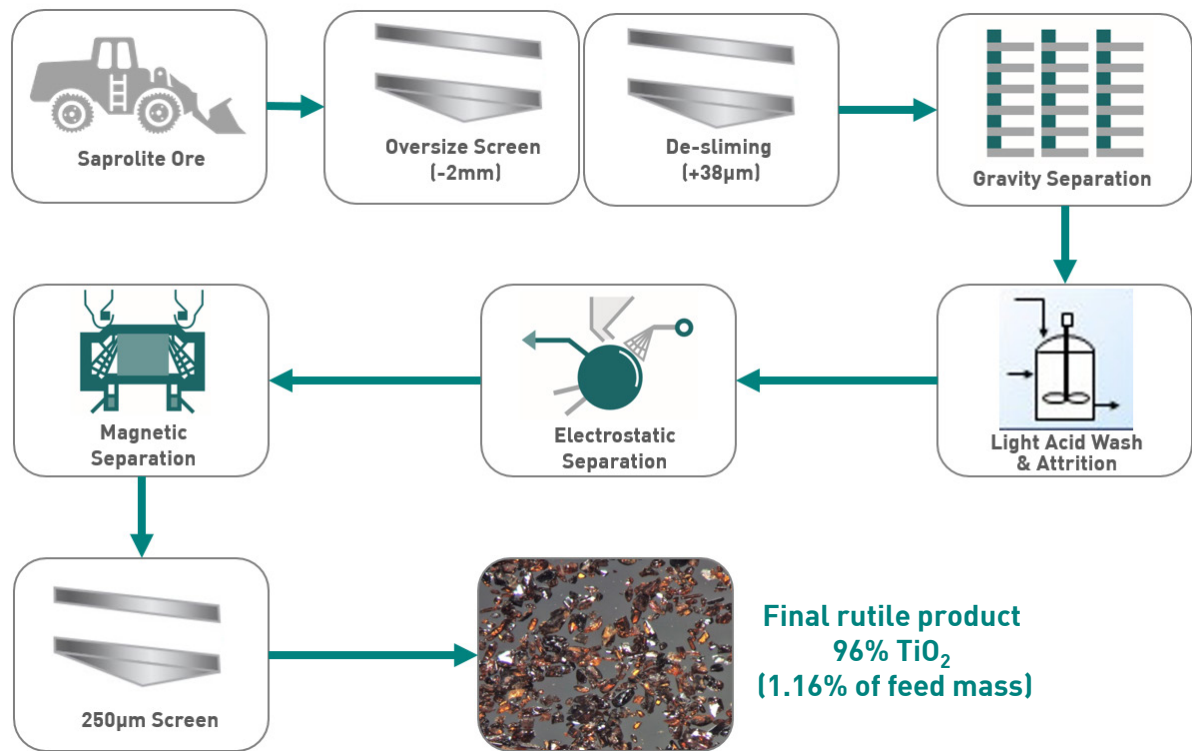 Saprolite Ore
Oversize Screen
(-2mm)
De-sliming
(+38µm)
Gravity Separation
Magnetic
Separation
Electrostatic
Separation
Light Acid Wash
& Attrition
250µm Screen
Final rutile product
96% TiO₂
(1.16% of feed mass)